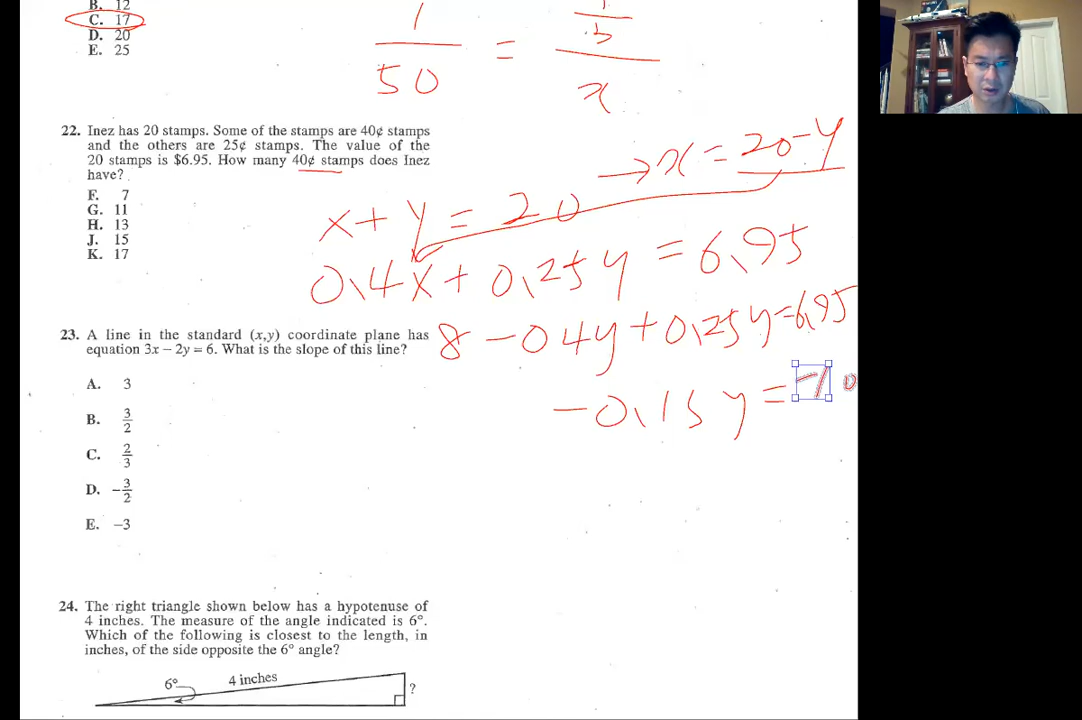 B. 12
C. 17
D. 20
E. 25
1
50
=
1
5
x
22. Inez has 20 stamps. Some of the stamps are 40¢ stamps
and the others are 25¢ stamps. The value of the
20 stamps is $6.95. How many 40¢ stamps does Inez
have?
F. 7
G. 11
H. 13
J. 15
K. 17
x = 20-y
x + y = 20
0.4x + 0.25y = 6.95
8 - 0.4y + 0.25y = 6.95
-0.15y = -1 0
23. A line in the standard (x,y) coordinate plane has
equation 3x – 2y = 6. What is the slope of this line?
A. 3
B. 3/2
C. 2/3
D. –3/2
E. –3
24. The right triangle shown below has a hypotenuse of
4 inches. The measure of the angle indicated is 6°.
Which of the following is closest to the length, in
inches, of the side opposite the 6° angle?
6°
4 inches
?